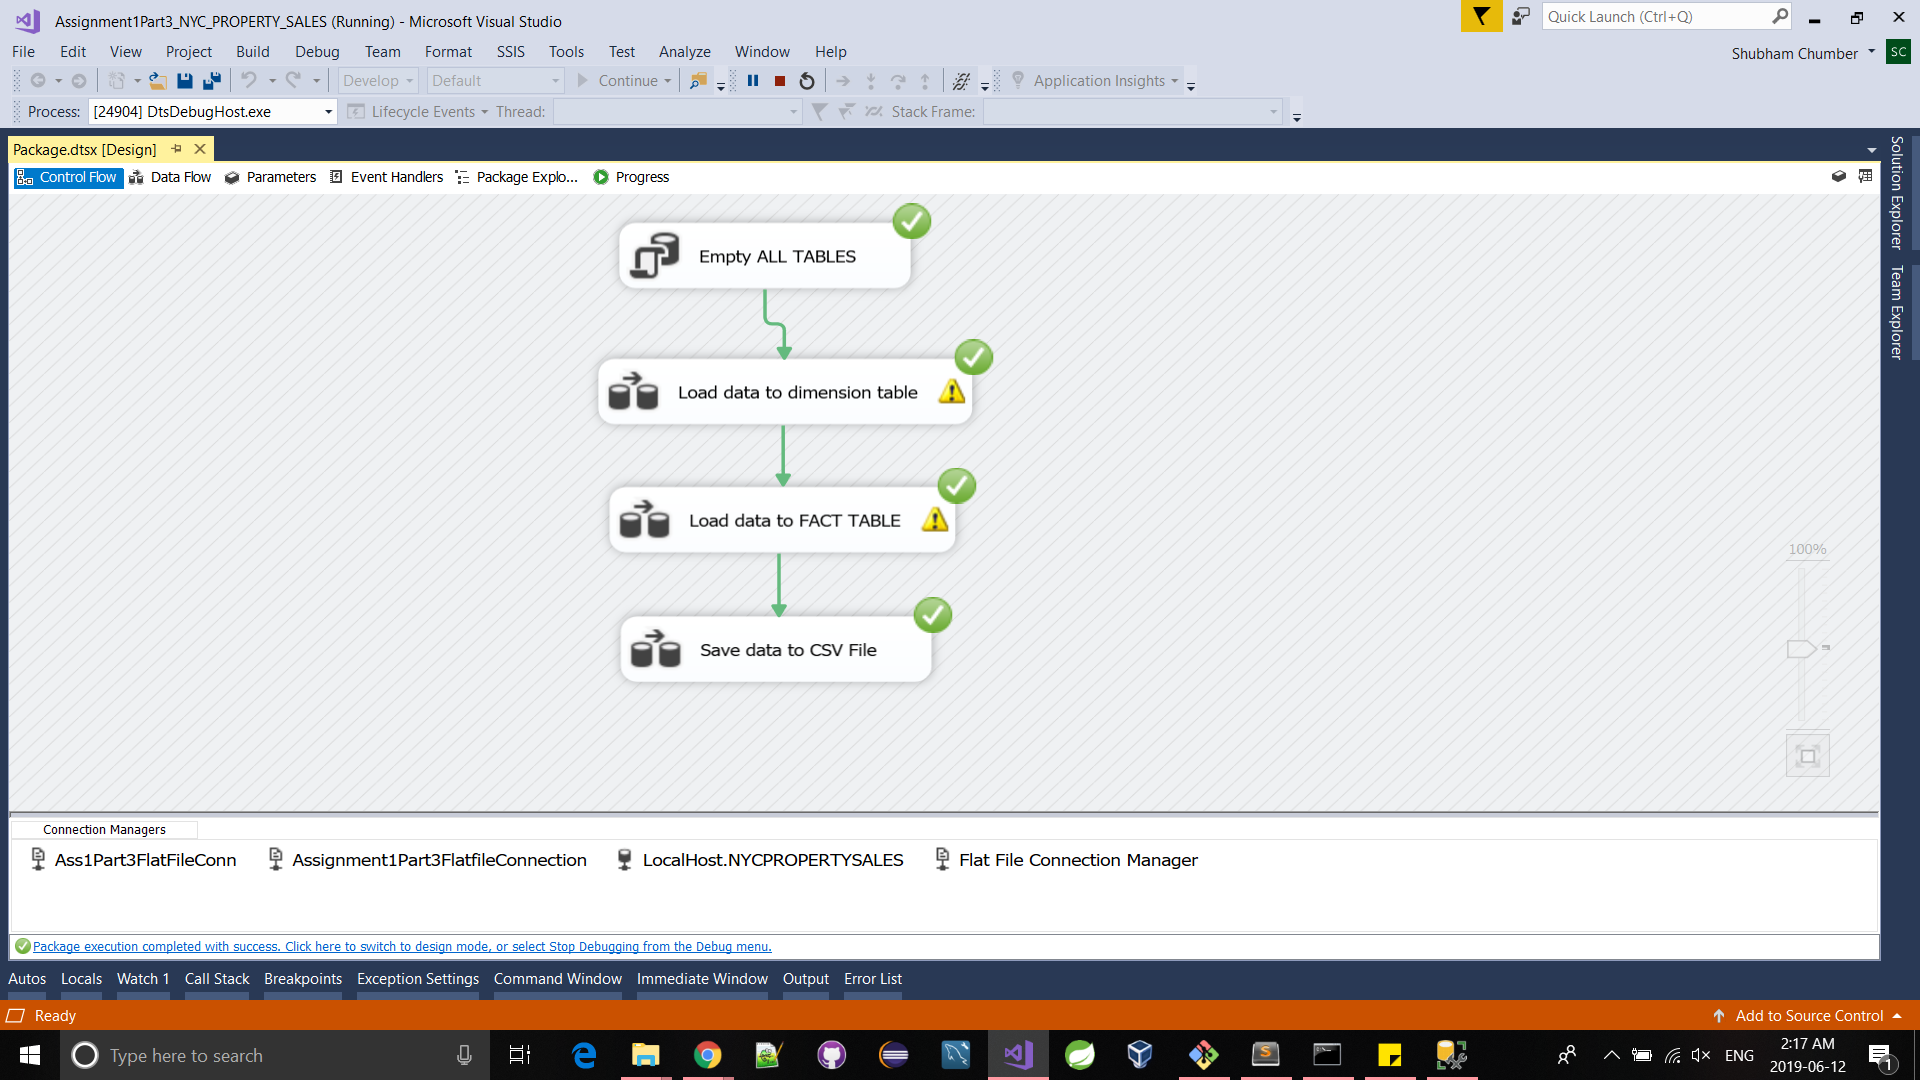 Assignment1Part3_NYC_PROPERTY_SALES (Running) - Microsoft Visual Studio
Quick Launch (Ctrl+Q)
File Edit View Project Build Debug Team Format SSIS Tools Test Analyze Window Help
Shubham Chumber SC
Develop Default Continue Application Insights
Process: [24904] DtsDebugHost.exe Lifecycle Events Thread: Stack Frame:
Package.dtsx [Design]
Control Flow Data Flow Parameters Event Handlers Package Explo... Progress
Solution Explorer
Team Explorer
Empty ALL TABLES
Load data to dimension table
Load data to FACT TABLE
Save data to CSV File
100%
Connection Managers
Ass1Part3FlatFileConn Assignment1Part3FlatfileConnection LocalHost.NYCPROPERTYSALES Flat File Connection Manager
Package execution completed with success. Click here to switch to design mode, or select Stop Debugging from the Debug menu.
Autos Locals Watch 1 Call Stack Breakpoints Exception Settings Command Window Immediate Window Output Error List
Ready
Add to Source Control
Type here to search
ENG
2:17 AM
2019-06-12
1